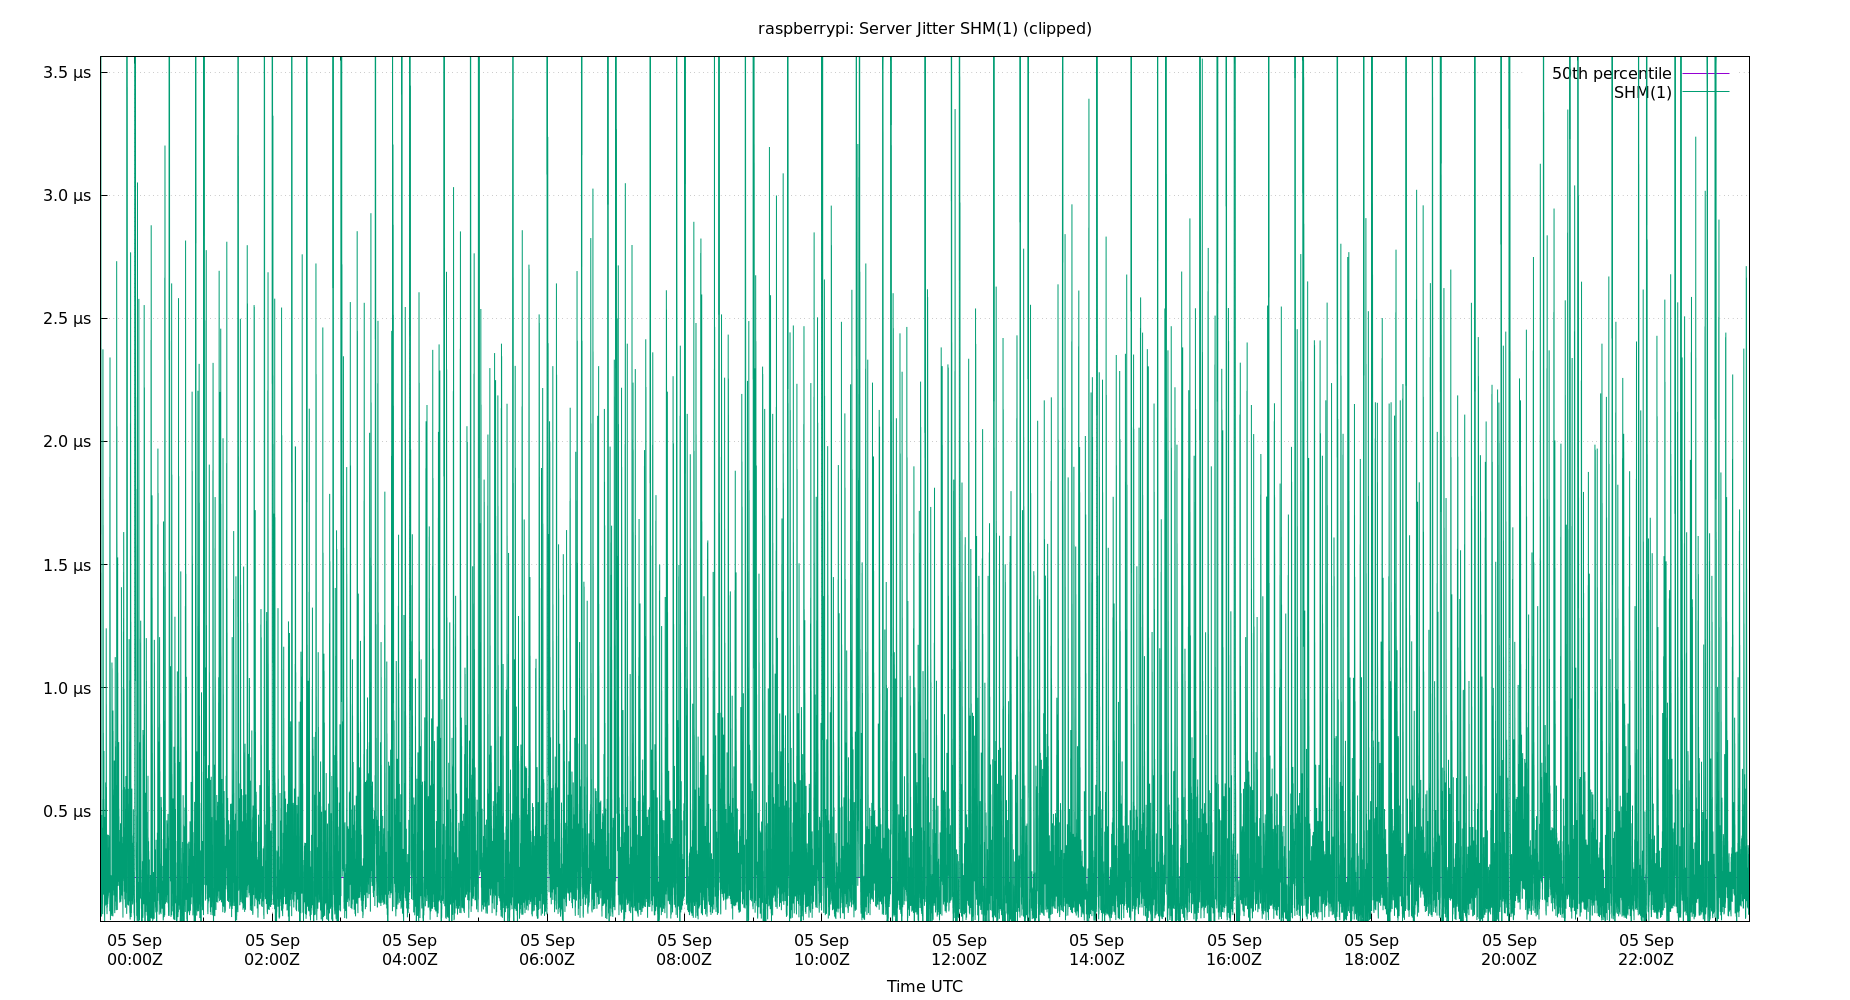 raspberrypi: Server Jitter SHM(1) (clipped)
3.5 µs
3.0 µs
2.5 µs
2.0 µs
1.5 µs
1.0 µs
0.5 µs
50th percentile
SHM(1)
05 Sep 05 Sep 05 Sep 05 Sep 05 Sep 05 Sep 05 Sep 05 Sep 05 Sep 05 Sep 05 Sep 05 Sep
00:00Z 02:00Z 04:00Z 06:00Z 08:00Z 10:00Z 12:00Z 14:00Z 16:00Z 18:00Z 20:00Z 22:00Z
Time UTC